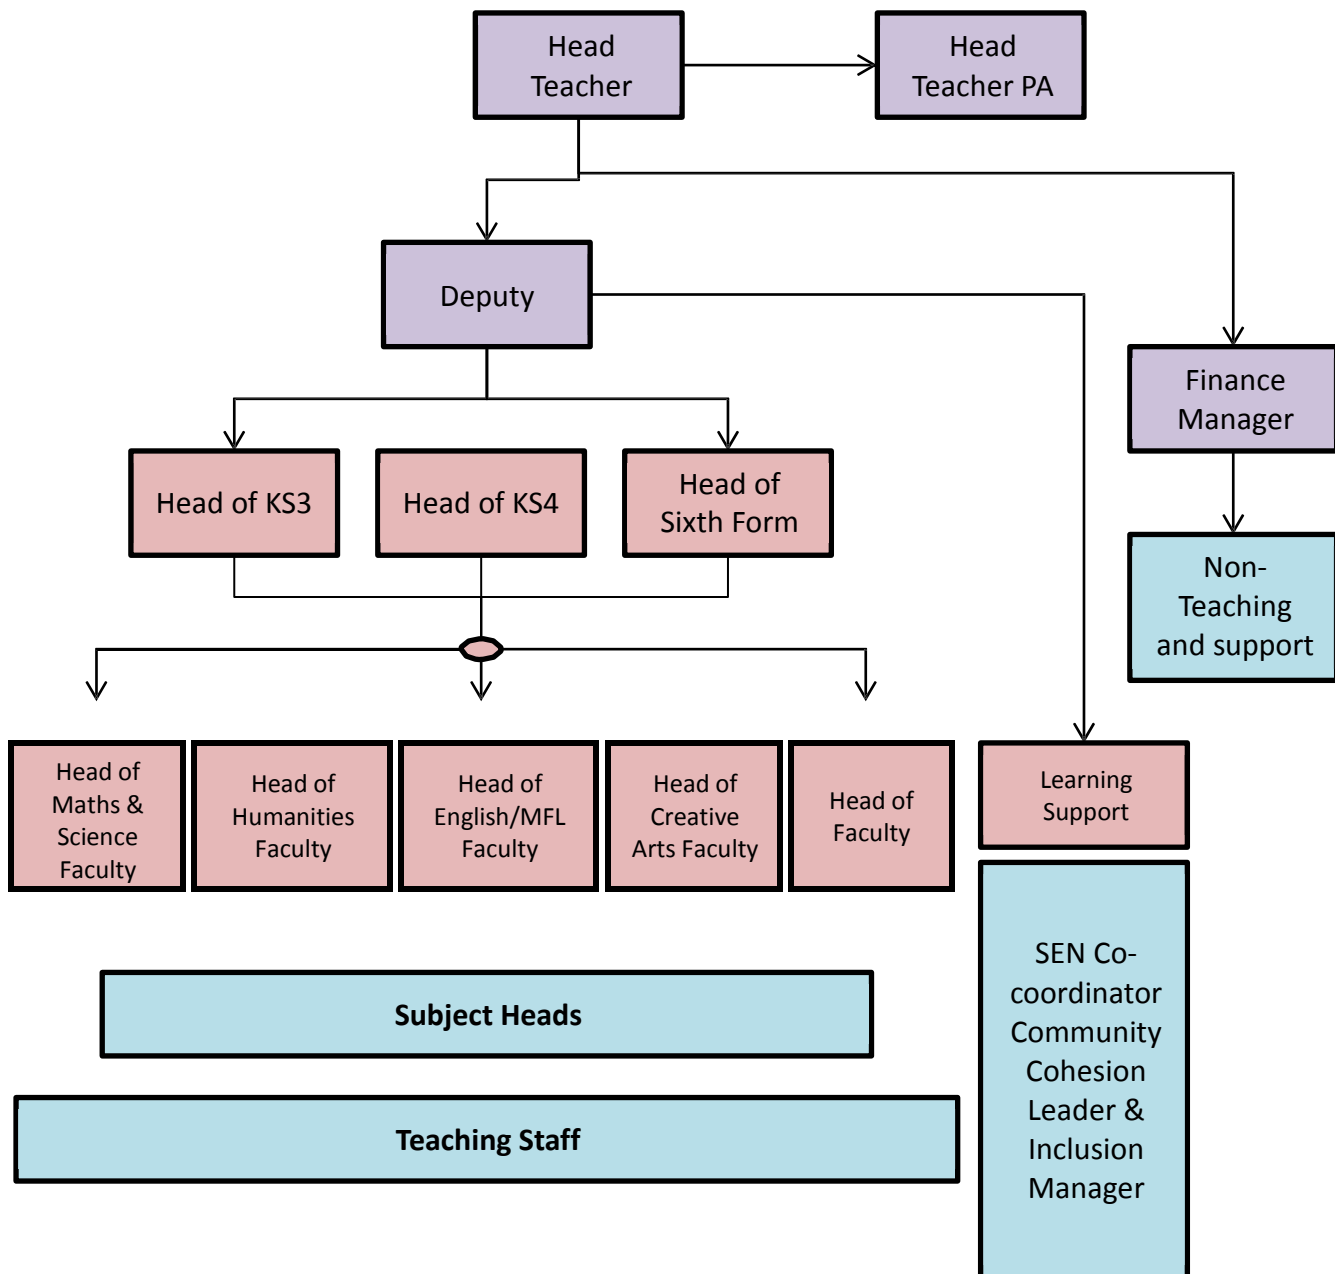 Head
Teacher
Head
Teacher PA
Deputy
Finance
Manager
Head of KS3
Head of KS4
Head of
Sixth Form
Non-
Teaching
and support
Head of
Maths &
Science
Faculty
Head of
Humanities
Faculty
Head of
English/MFL
Faculty
Head of
Creative
Arts Faculty
Head of
Faculty
Learning
Support
SEN Co-
coordinator
Community
Cohesion
Leader &
Inclusion
Manager
Subject Heads
Teaching Staff